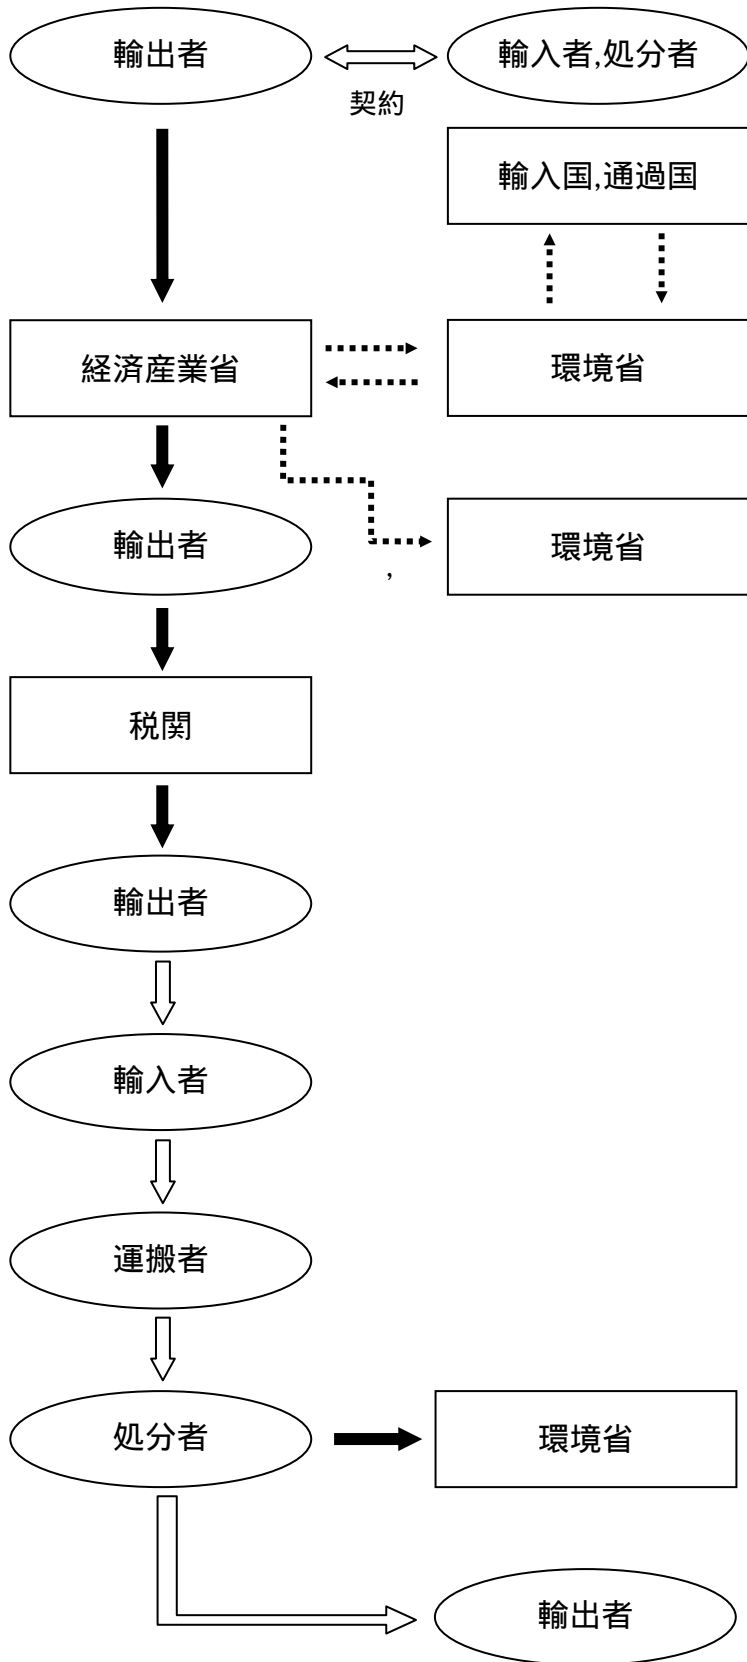 輸出者
輸入者,処分者
契約
輸入国,通過国
経済産業省
環境省
輸出者
環境省
,
税関
輸出者
輸入者
運搬者
処分者
環境省
輸出者